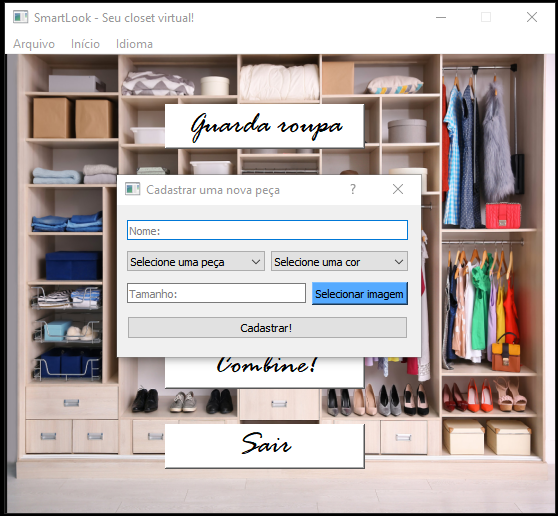 SmartLook - Seu closet virtual!
Arquivo Início Idioma
Guarda roupa
Cadastrar uma nova peça ?
Nome:
Selecione uma peça Selecione uma cor
Tamanho: Selecionar imagem
Cadastrar!
Combine!
Sair